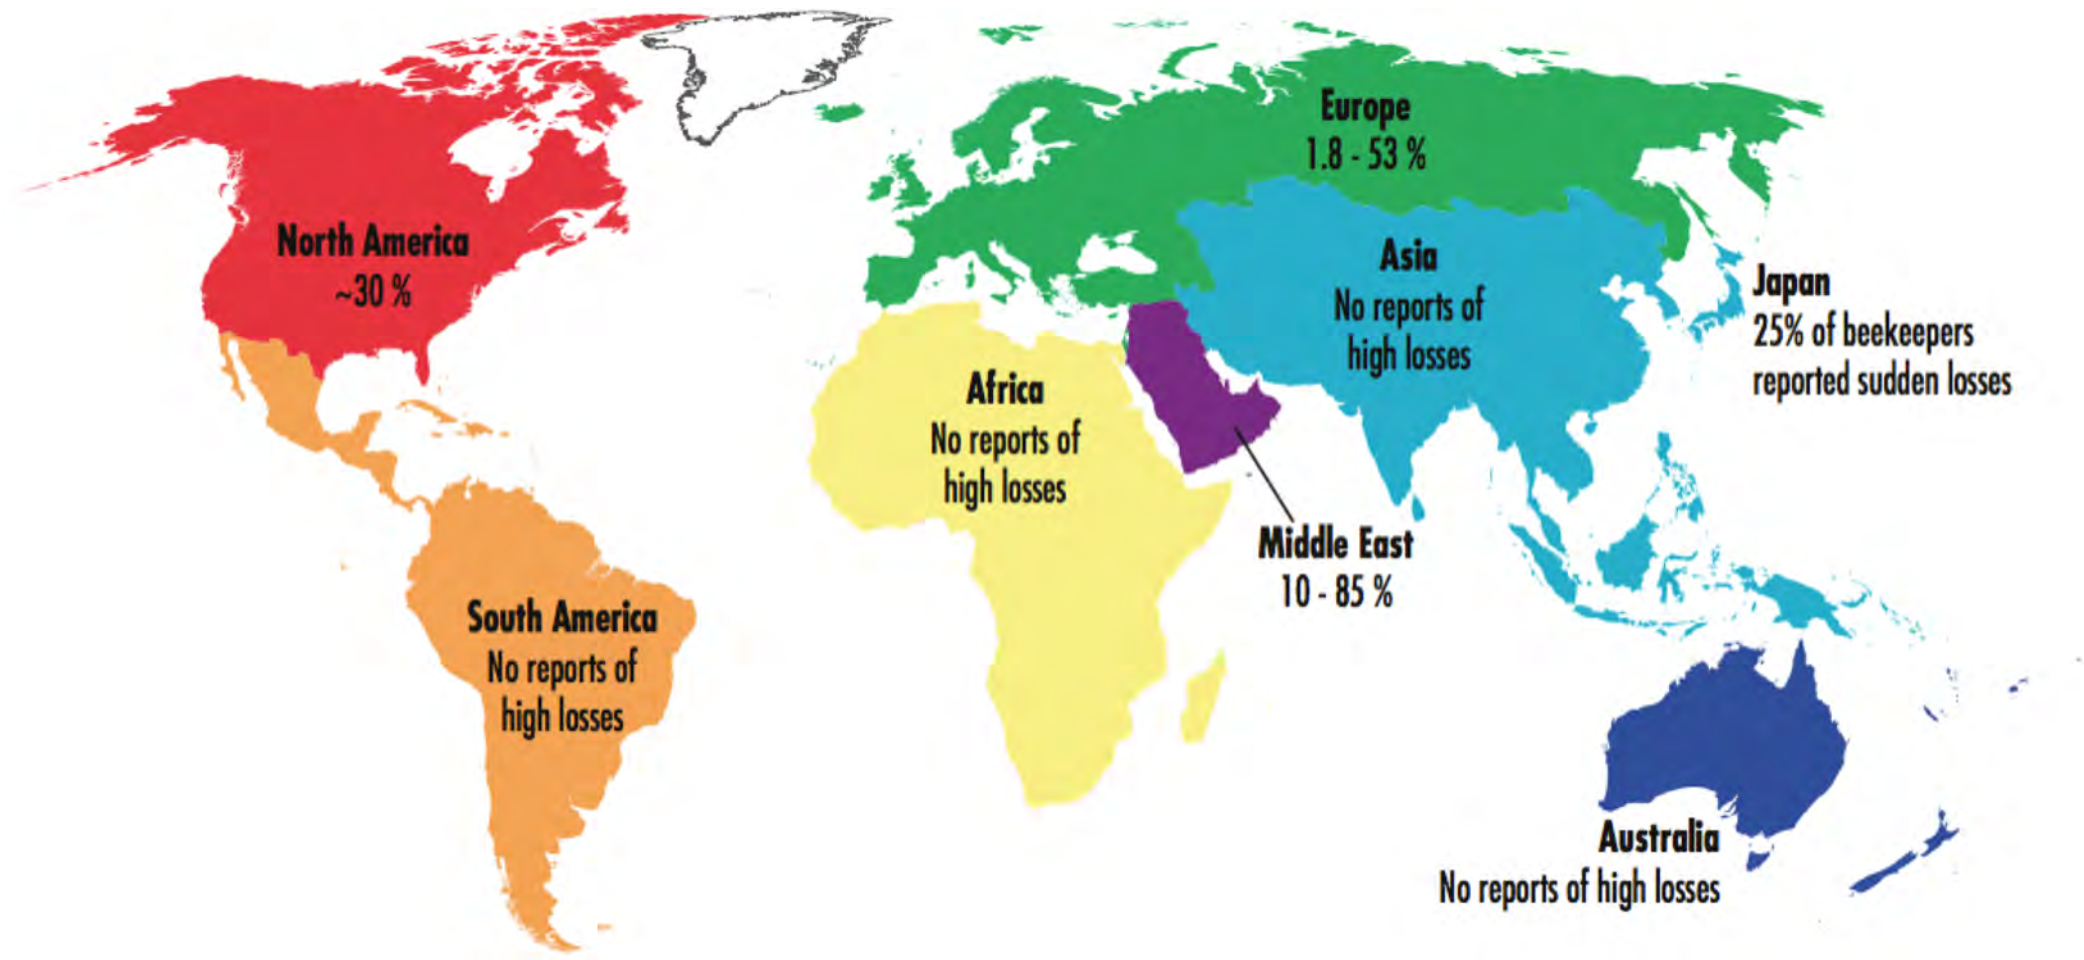 North America
~30 %
South America
No reports of
high losses
Europe
1.8 - 53 %
Africa
No reports of
high losses
Middle East
10 - 85 %
Asia
No reports of
high losses
Japan
25% of beekeepers
reported sudden losses
Australia
No reports of high losses